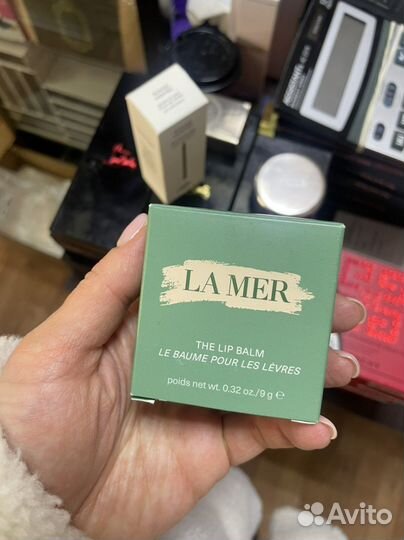 LA MER
THE LIP BALM
LE BAUME POUR LES LÈVRES
poids net wt. 0.32 oz./9 g ℮
Avito